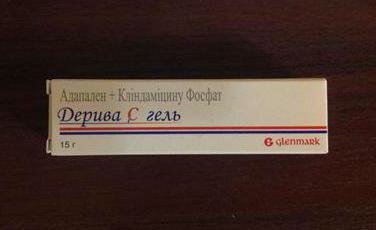 Адапален + Кліндаміцину Фосфат
Дерива С гель
15 г
Glenmark